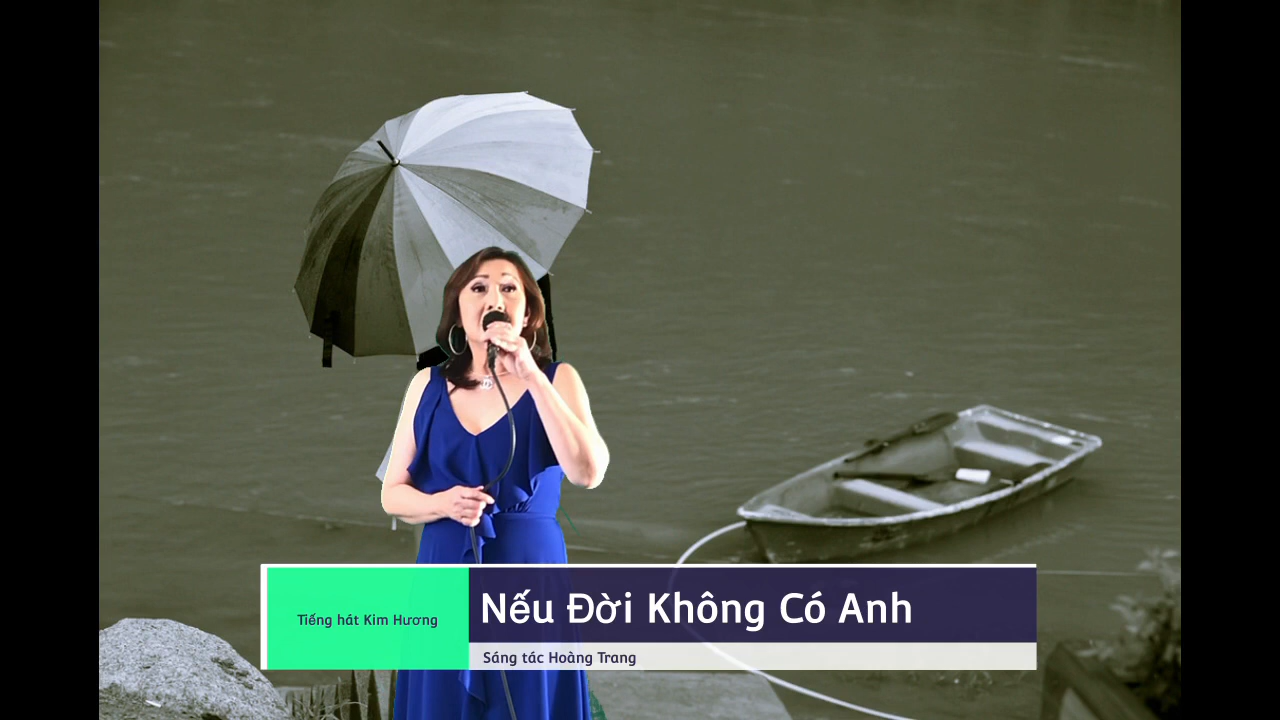 Tiếng hát Kim Hương
Nếu Đời Không Có Anh
Sáng tác Hoàng Trang